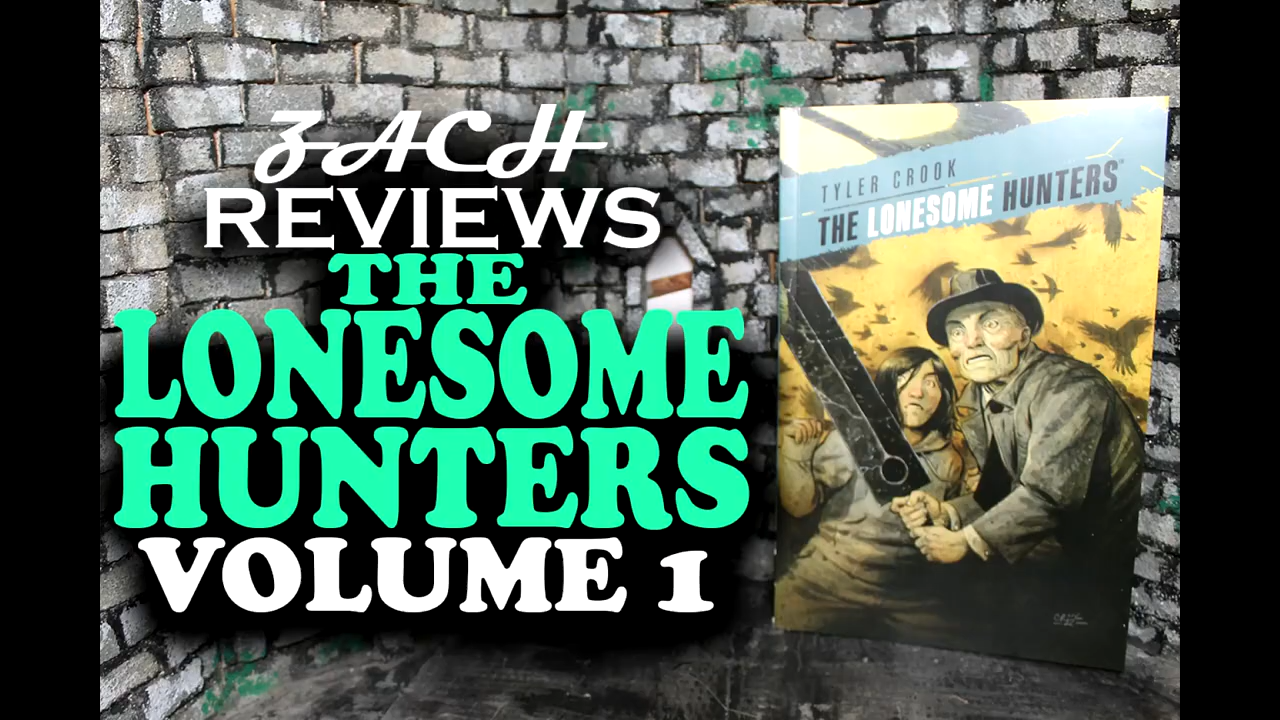 ZACH
REVIEWS
THE
LONESOME
HUNTERS
VOLUME 1
TYLER CROOK
THE LONESOME HUNTERS